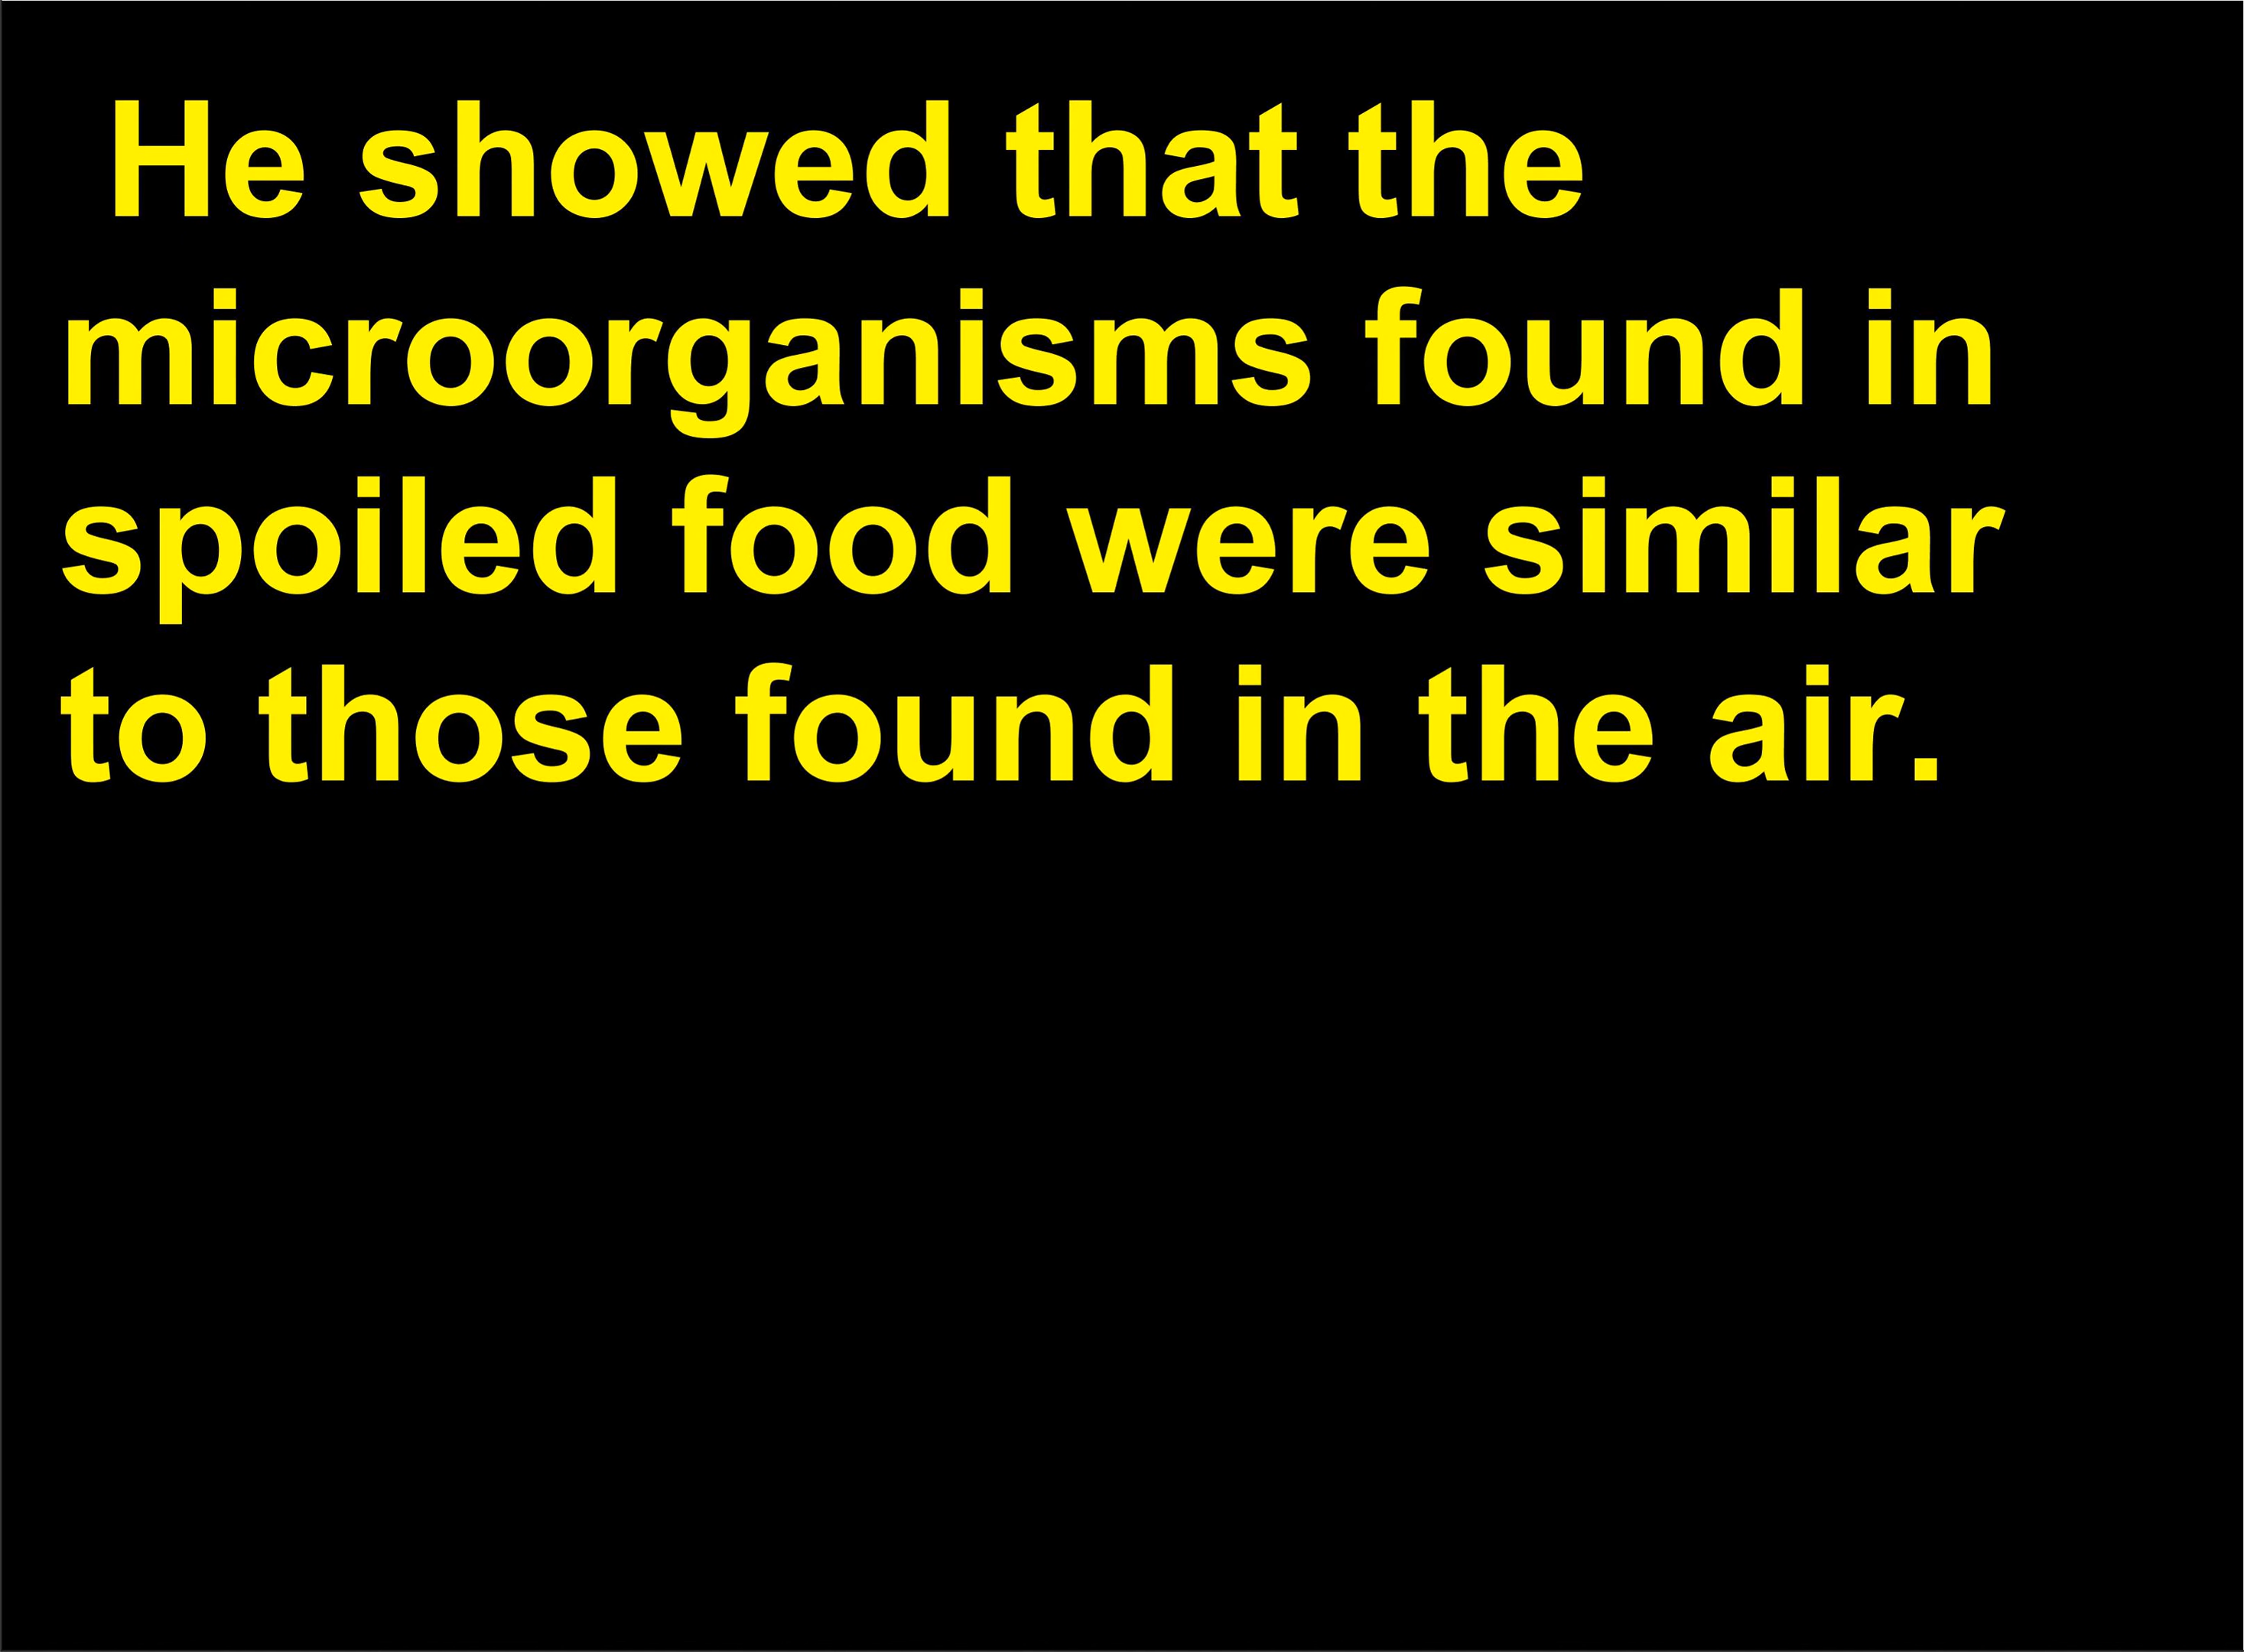 He showed that the
microorganisms found in
spoiled food were similar
to those found in the air.